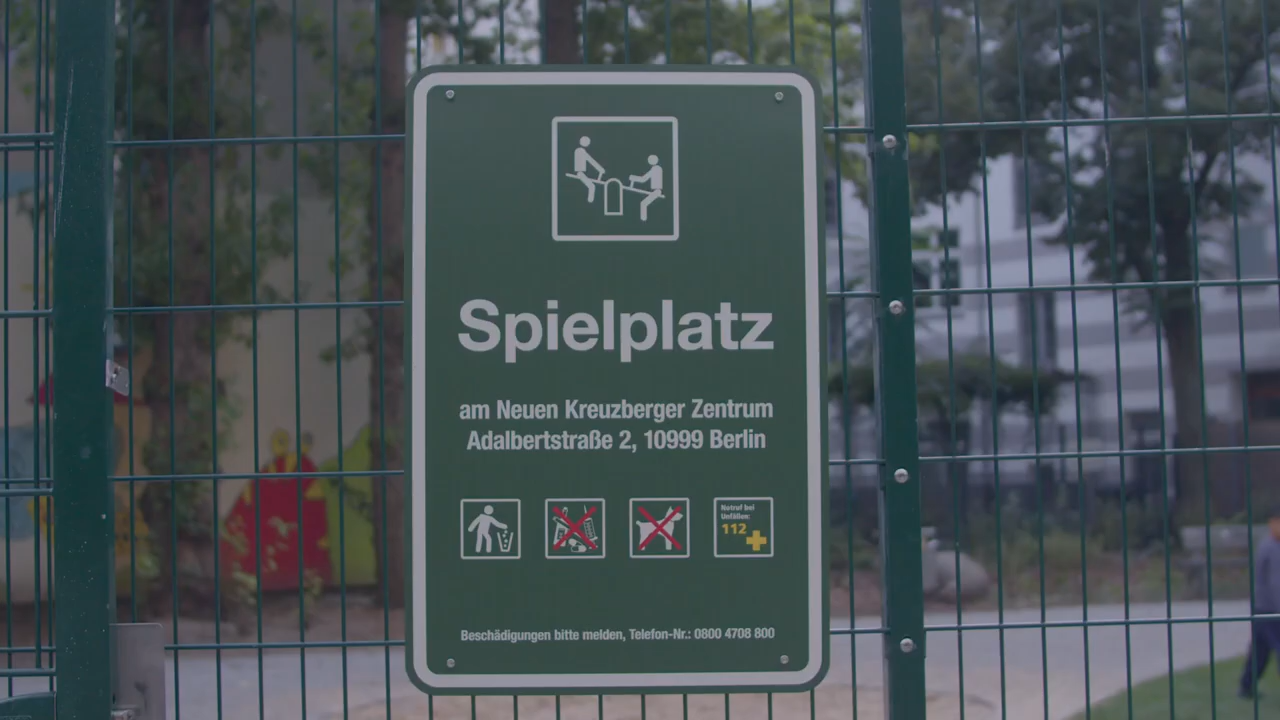 Spielplatz
am Neuen Kreuzberger Zentrum
Adalbertstraße 2, 10999 Berlin
Notruf bei
Unfällen:
112
Beschädigungen bitte melden, Telefon-Nr.: 0800 4708 800